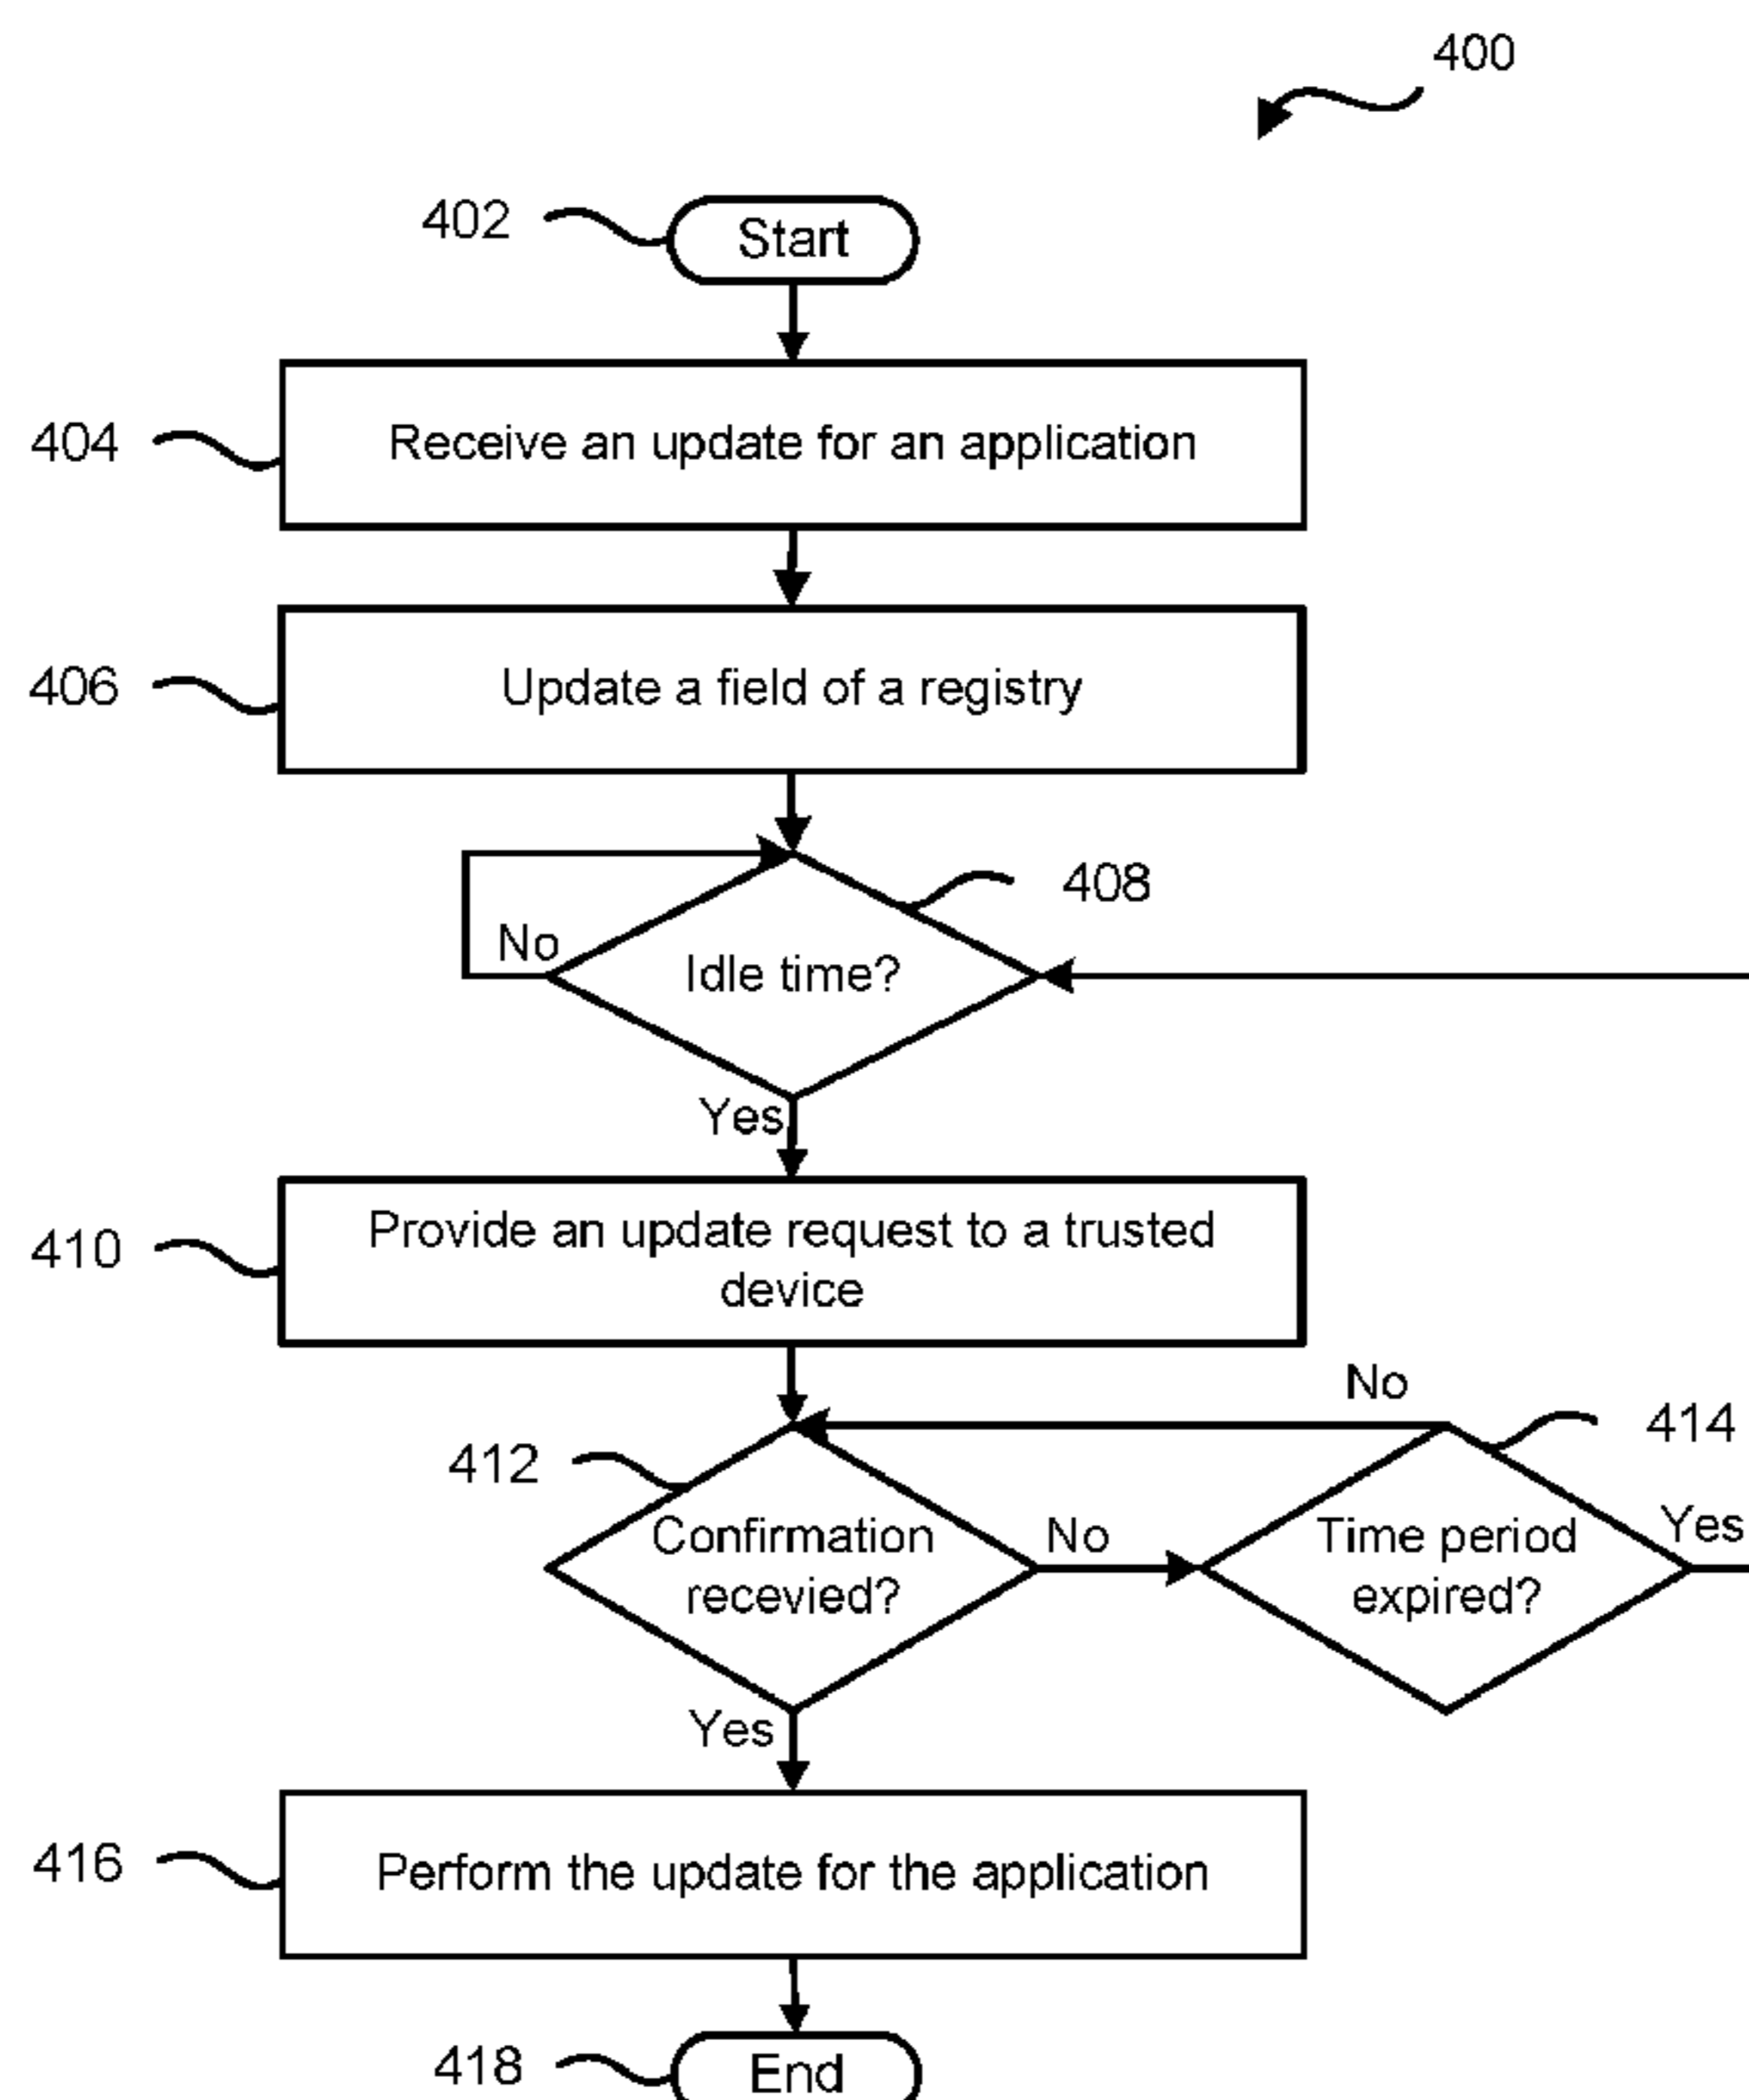 400
402
Start
404
Receive an update for an application
406
Update a field of a registry
408
No
Idle time?
Yes
410
Provide an update request to a trusted
device
No
414
412
Confirmation
recevied?
No
Time period
expired?
Yes
Yes
416
Perform the update for the application
418
End